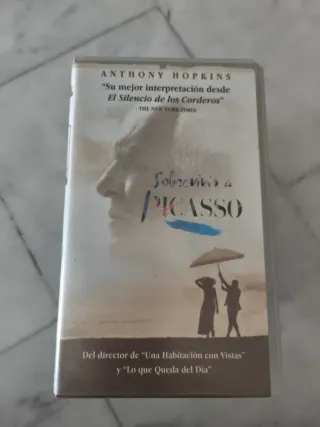 ANTHONY HOPKINS
"Su mejor interpretación desde
El Silencio de los Corderos"
- THE NEW YORK TIMES
Sobrevivir a
PICASSO
Del director de "Una Habitación con Vistas"
y "Lo que Queda del Día"